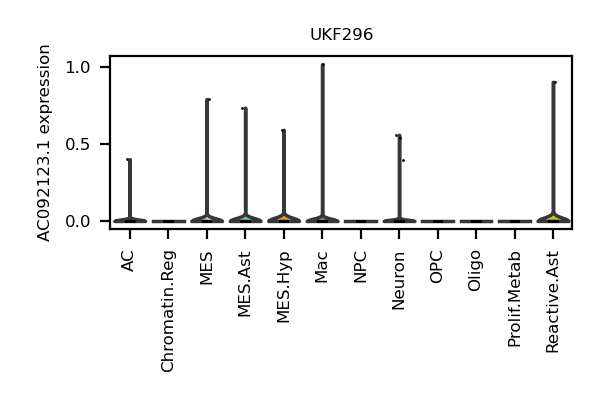 UKF296
AC092123.1 expression
1.0
0.5
0.0
AC
Chromatin.Reg
MES
MES.Ast
MES.Hyp
Mac
NPC
Neuron
OPC
Oligo
Prolif.Metab
Reactive.Ast